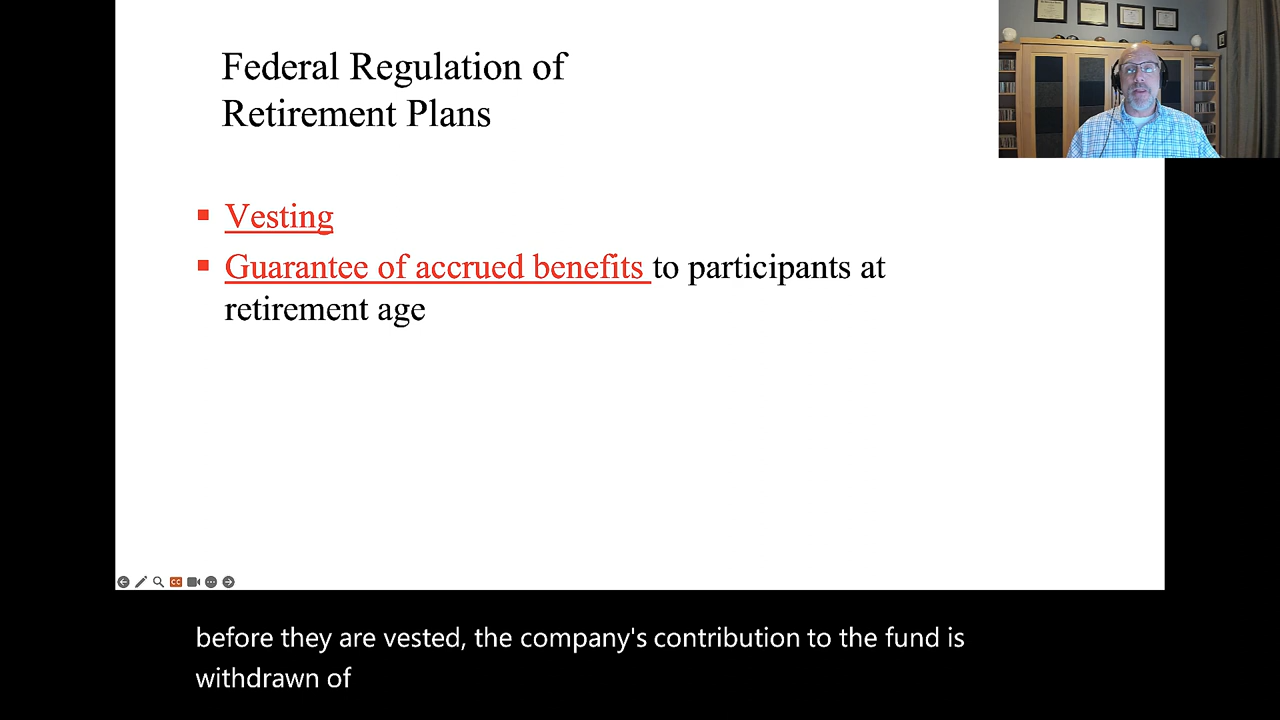 Federal Regulation of
Retirement Plans
Vesting
Guarantee of accrued benefits to participants at
retirement age
CC
before they are vested, the company's contribution to the fund is
withdrawn of